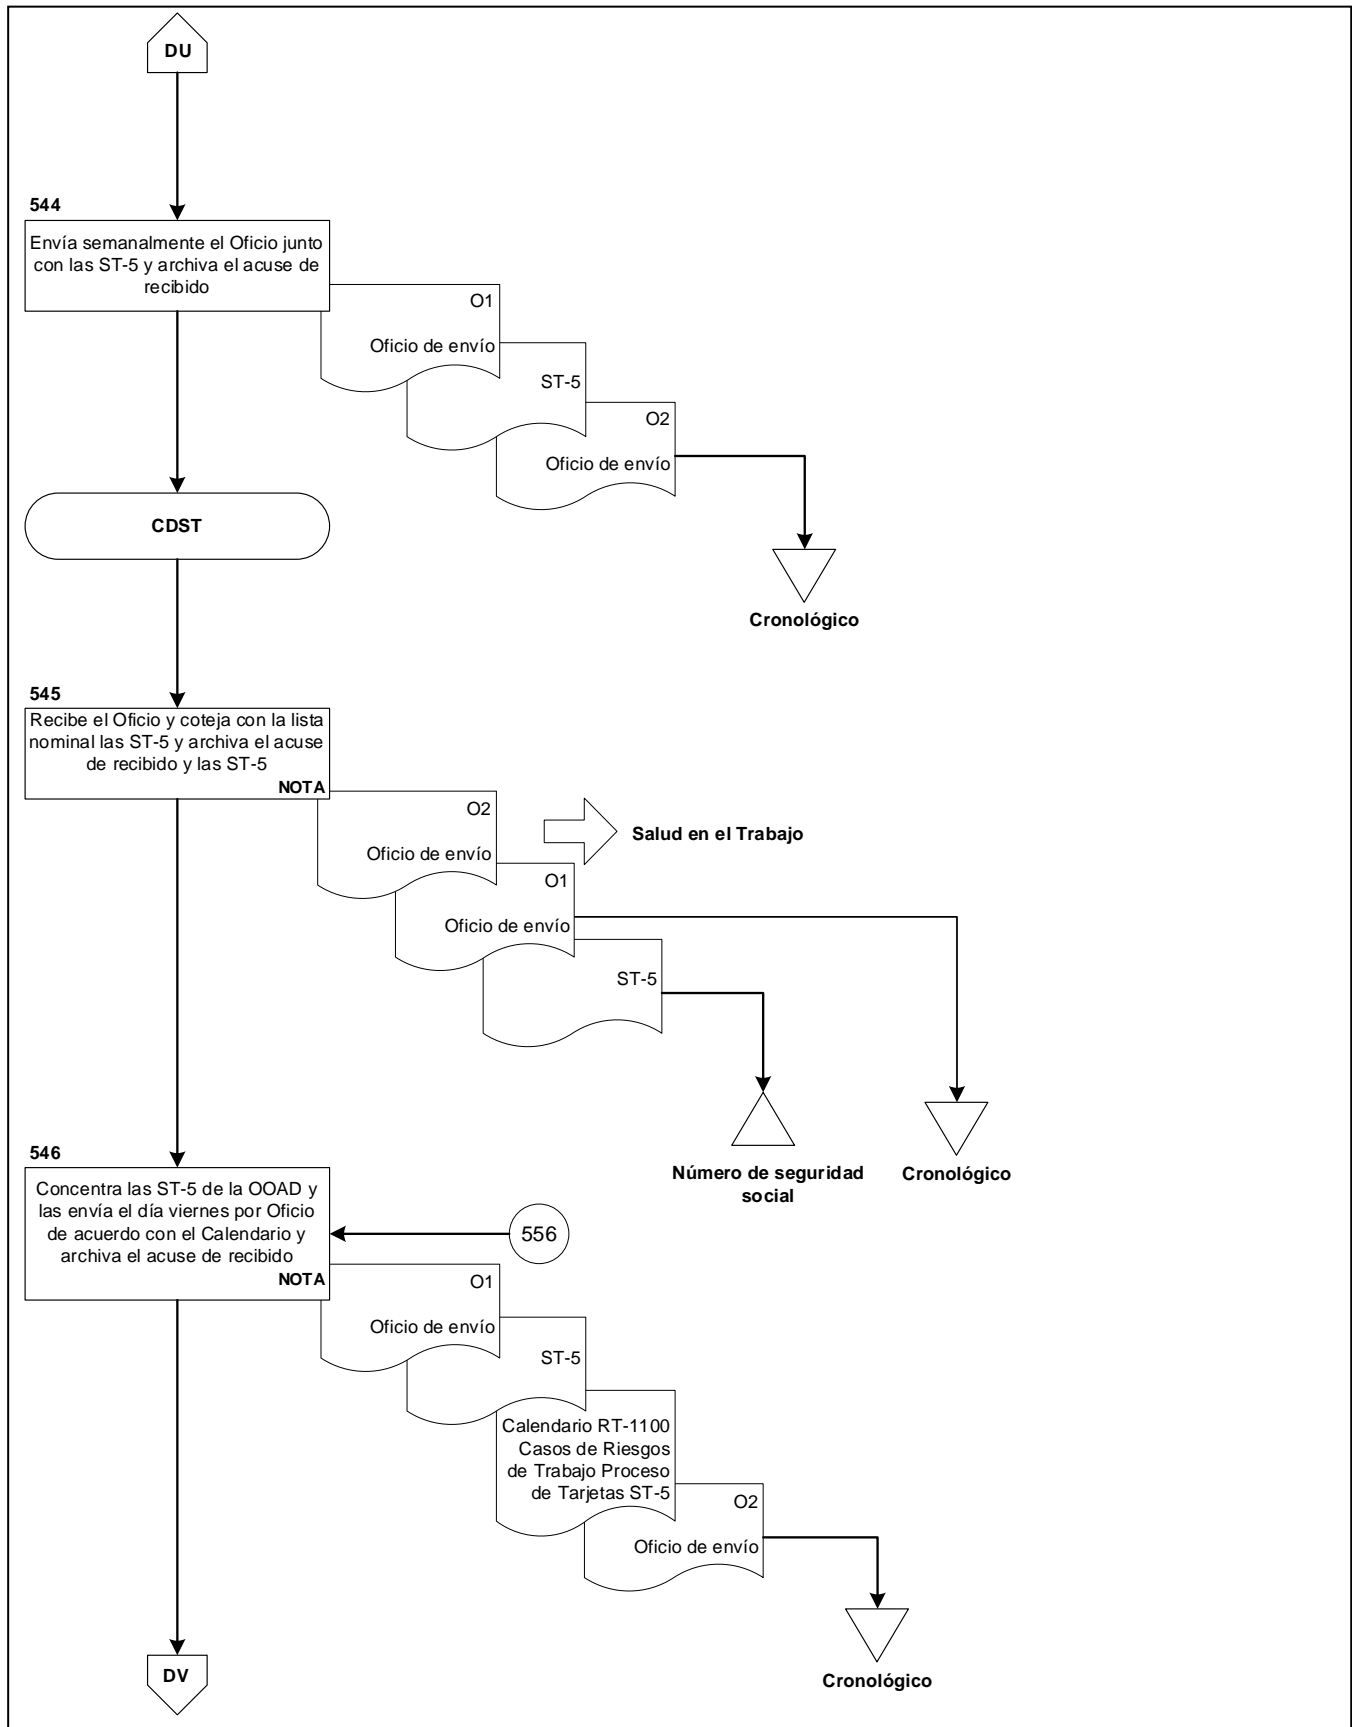 DU
544
Envía semanalmente el Oficio junto
con las ST-5 y archiva el acuse de
recibido
O1
Oficio de envío
ST-5
O2
Oficio de envío
Cronológico
CDST
545
Recibe el Oficio y coteja con la lista
nominal las ST-5 y archiva el acuse
de recibido y las ST-5
NOTA
O2
Oficio de envío
Salud en el Trabajo
O1
Oficio de envío
ST-5
Número de seguridad
social
Cronológico
546
Concentra las ST-5 de la OOAD y
las envía el día viernes por Oficio
de acuerdo con el Calendario y
archiva el acuse de recibido
NOTA
556
O1
Oficio de envío
ST-5
Calendario RT-1100
Casos de Riesgos
de Trabajo Proceso
de Tarjetas ST-5
O2
Oficio de envío
Cronológico
DV